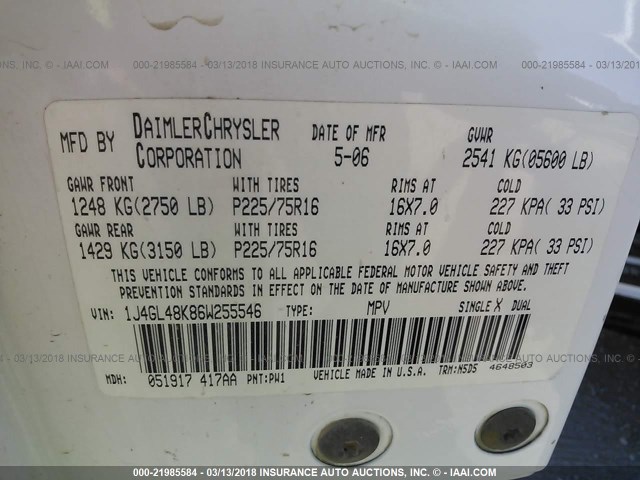 000-21985584 - 03/13/2018 INSURANCE AUTO AUCTIONS, INC. - IAAI.COM
MFD BY DAIMLERCHRYSLER CORPORATION DATE OF MFR 5-06 GVWR 2541 KG(05600 LB)
GAWR FRONT WITH TIRES RIMS AT COLD
1248 KG(2750 LB) P225/75R16 16X7.0 227 KPA( 33 PSI)
GAWR REAR WITH TIRES RIMS AT COLD
1429 KG(3150 LB) P225/75R16 16X7.0 227 KPA( 33 PSI)
THIS VEHICLE CONFORMS TO ALL APPLICABLE FEDERAL MOTOR VEHICLE SAFETY AND THEFT
PREVENTION STANDARDS IN EFFECT ON THE DATE OF MANUFACTURE SHOWN ABOVE.
VIN: 1J4GL48K86W255546 TYPE: MPV SINGLE X DUAL
MDH: 051917 417AA PNT:PW1 VEHICLE MADE IN U.S.A. TRM:N5DS 4648503
000-21985584 - 03/13/2018 INSURANCE AUTO AUCTIONS, INC. - IAAI.COM